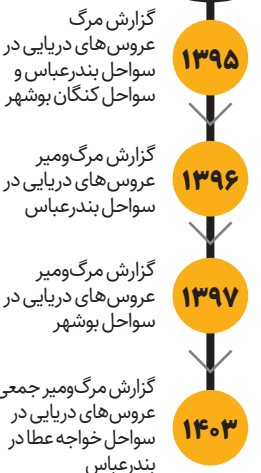 گزارش مرگ
عروس‌های دریایی در
سواحل بندرعباس و
سواحل کنگان بوشهر
۱۳۹۵
گزارش مرگ‌ومیر
عروس‌های دریایی در
سواحل بندرعباس
۱۳۹۶
گزارش مرگ‌ومیر
عروس‌های دریایی در
سواحل بوشهر
۱۳۹۷
گزارش مرگ‌ومیر جمعی
عروس‌های دریایی در
سواحل خواجه عطا در
بندرعباس
۱۴۰۳